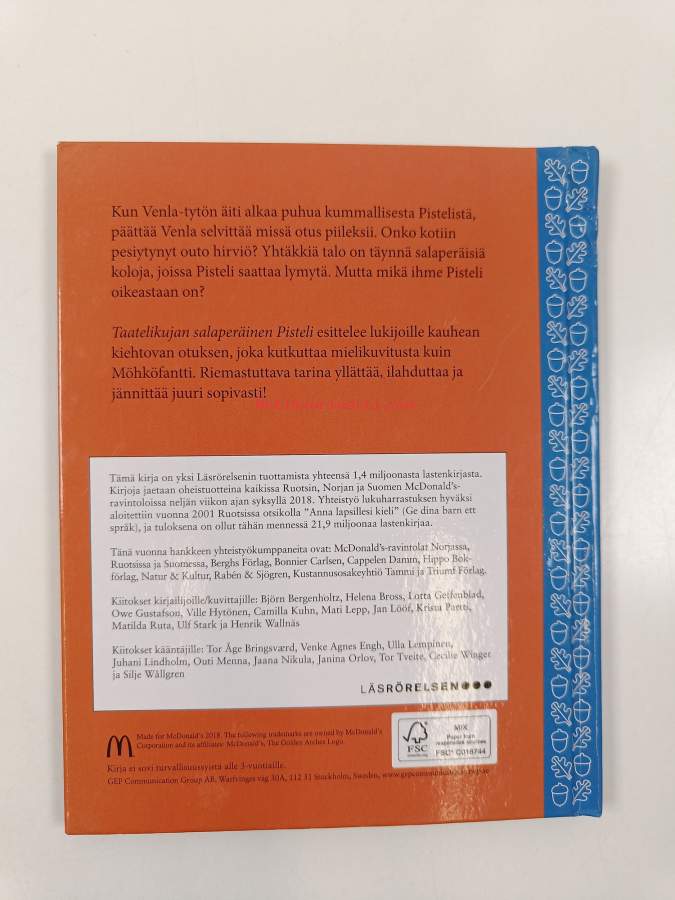 Kun Venla-tytön äiti alkaa puhua kummallisesta Pistelistä,
päättää Venla selvittää missä otus piileksii. Onko kotiin
pesiytynyt outo hirviö? Yhtäkkiä talo on täynnä salaperäisiä
koloja, joissa Pisteli saattaa lymytä. Mutta mikä ihme Pisteli
oikeastaan on?
Taatelikujan salaperäinen Pisteli esittelee lukijoille kauhean
kiehtovan otuksen, joka kutkuttaa mielikuvitusta kuin
Möhköfantti. Riemastuttava tarina yllättää, ilahduttaa ja
jännittää juuri sopivasti!
Tämä kirja on yksi Läsrörelsenin tuottamista yhteensä 1,4 miljoonasta lastenkirjasta.
Kirjoja jaetaan oheistuotteina kaikissa Ruotsin, Norjan ja Suomen McDonald's-
ravintoloissa neljän viikon ajan syksyllä 2018. Yhteistyö lukuharrastuksen hyväksi
aloitettiin vuonna 2001 Ruotsissa otsikolla "Anna lapsillesi kieli" (Ge dina barn ett
språk), ja tuloksena on ollut tähän mennessä 21,9 miljoonaa lastenkirjaa.
Tänä vuonna hankkeen yhteistyökumppaneita ovat: McDonald's-ravintolat Norjassa,
Ruotsissa ja Suomessa, Berghs Förlag, Bonnier Carlsen, Cappelen Damm, Hippo Bok-
förlag, Natur & Kultur, Rabén & Sjögren, Kustannusosakeyhtiö Tammi ja Triumf Förlag.
Kiitokset kirjailijoille/kuvittajille: Björn Bergenholtz, Helena Bross, Lotta Geffenblad,
Owe Gustafson, Ville Hytönen, Camilla Kuhn, Mati Lepp, Jan Lööf, Krista Partti,
Matilda Ruta, Ulf Stark ja Henrik Wallnäs
Kiitokset kääntäjille: Tor Åge Bringsværd, Venke Agnes Engh, Ulla Lempinen,
Juhani Lindholm, Outi Menna, Jaana Nikula, Janina Orlov, Tor Tveite, Cecilie Winger
ja Silje Wållgren
LÄSRÖRELSEN
Made for McDonald's 2018. The following trademarks are owned by McDonald's
Corporation and its affiliates: McDonald's, The Golden Arches Logo.
Kirja ei sovi turvallisuussyistä alle 3-vuotiaille.
GEP Communication Group AB, Warfvinges väg 30A, 112 51 Stockholm, Sweden,
FSC
MIX
Paper from
responsible sources
FSC® C016744